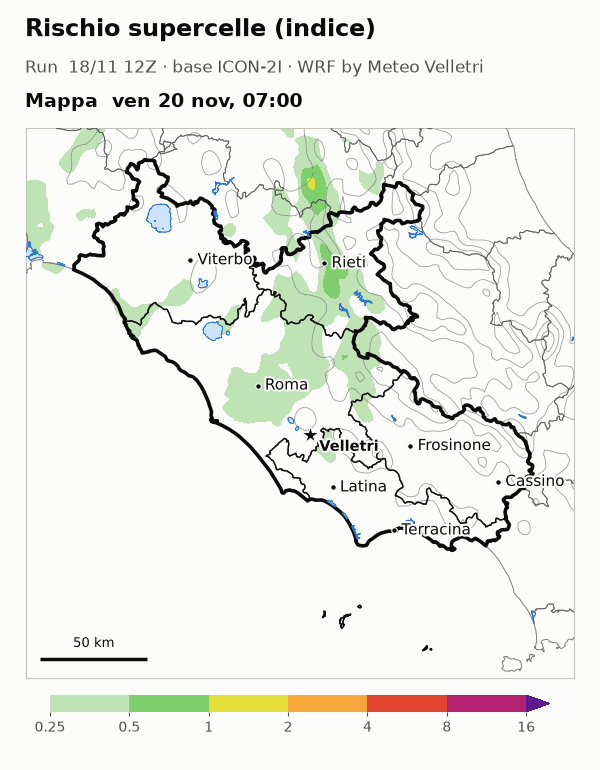 Rischio supercelle (indice)
Run  18/11 12Z · base ICON-2I · WRF by Meteo Velletri
Mappa  ven 20 nov, 07:00
Viterbo
Rieti
Roma
Velletri
Frosinone
Latina
Cassino
Terracina
50 km
0.25 0.5 1 2 4 8 16